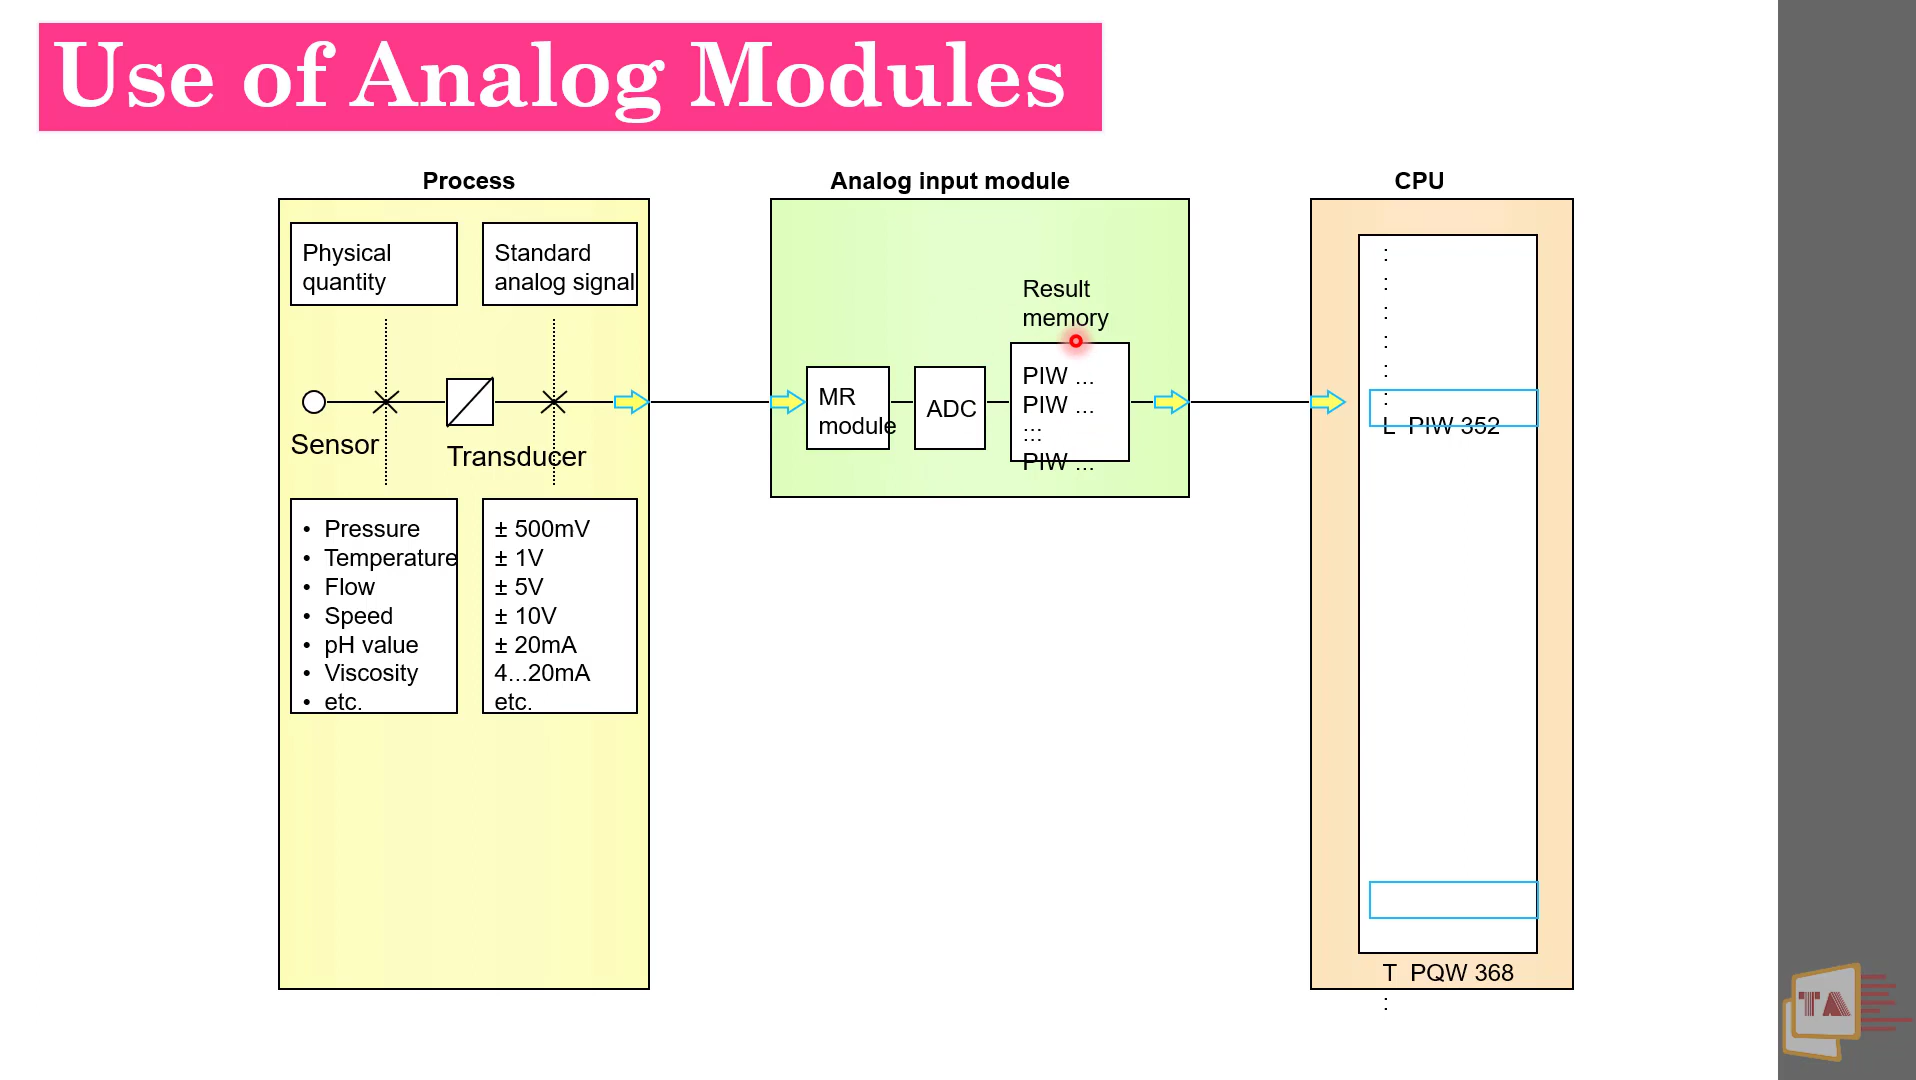 Use of Analog Modules
Process
Physical
quantity
Standard
analog signal
Sensor
Transducer
• Pressure
• Temperature
• Flow
• Speed
• pH value
• Viscosity
• etc.
± 500mV
± 1V
± 5V
± 10V
± 20mA
4...20mA
etc.
Analog input module
Result
memory
MR
module
ADC
PIW ...
PIW ...
:::
PIW ...
CPU
:
:
:
:
:
:
L PIW 352
T PQW 368
:
TA